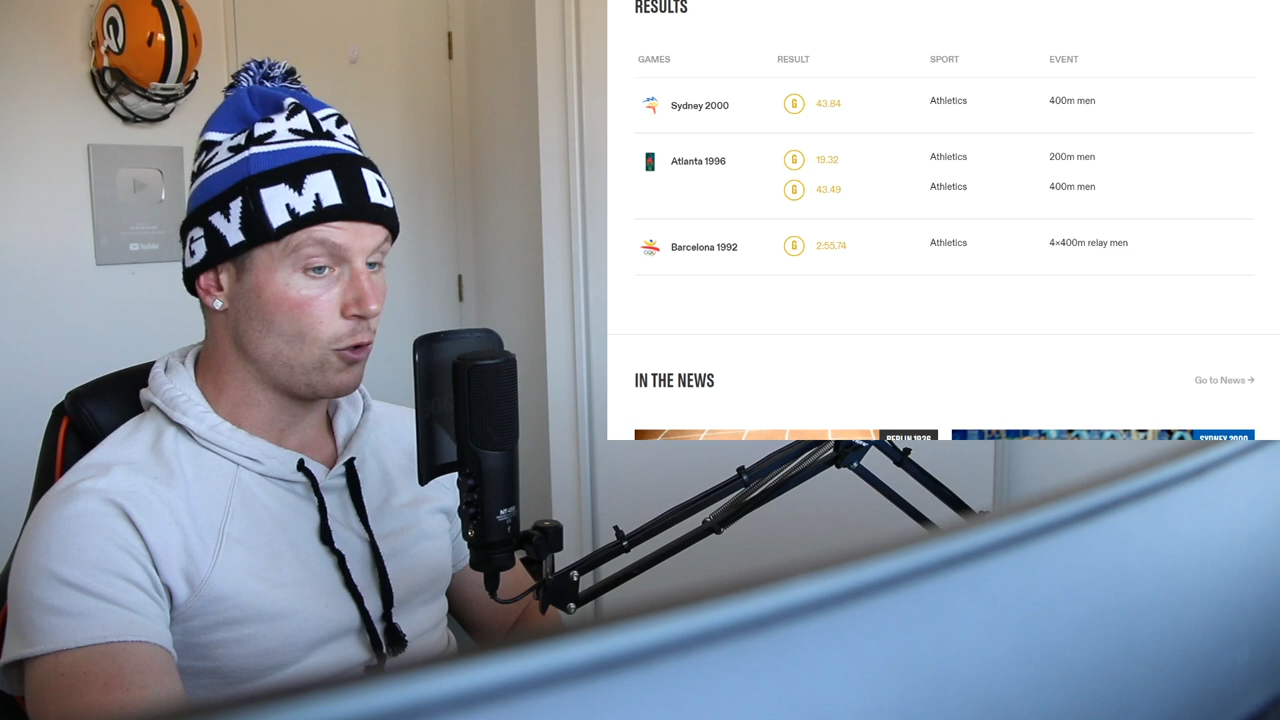 RESULTS
GAMES RESULT SPORT EVENT
Sydney 2000 G 43.84 Athletics 400m men
Atlanta 1996 G 19.32 Athletics 200m men
G 43.49 Athletics 400m men
Barcelona 1992 G 2:55.74 Athletics 4×400m relay men
IN THE NEWS Go to News →
BERLIN 1936 SYDNEY 2000
GYM D
YouTube